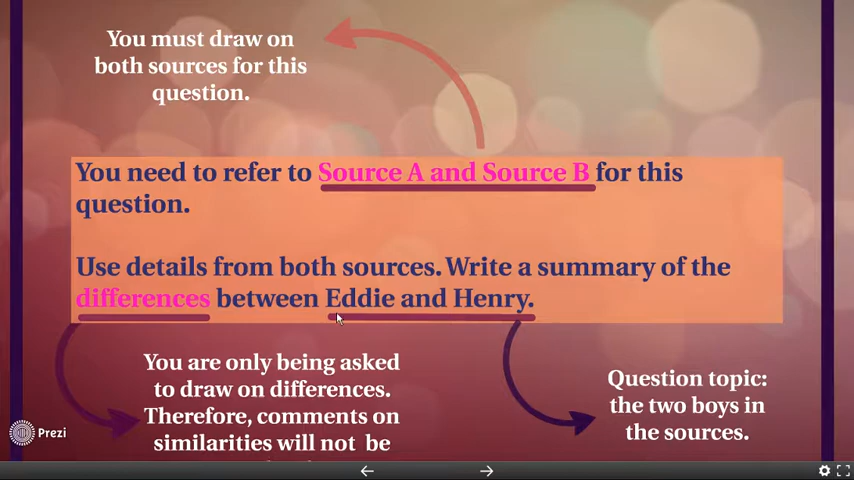 You must draw on
both sources for this
question.
You need to refer to Source A and Source B for this
question.
Use details from both sources. Write a summary of the
differences between Eddie and Henry.
You are only being asked
to draw on differences.
Therefore, comments on
similarities will not be
Question topic:
the two boys in
the sources.
Prezi